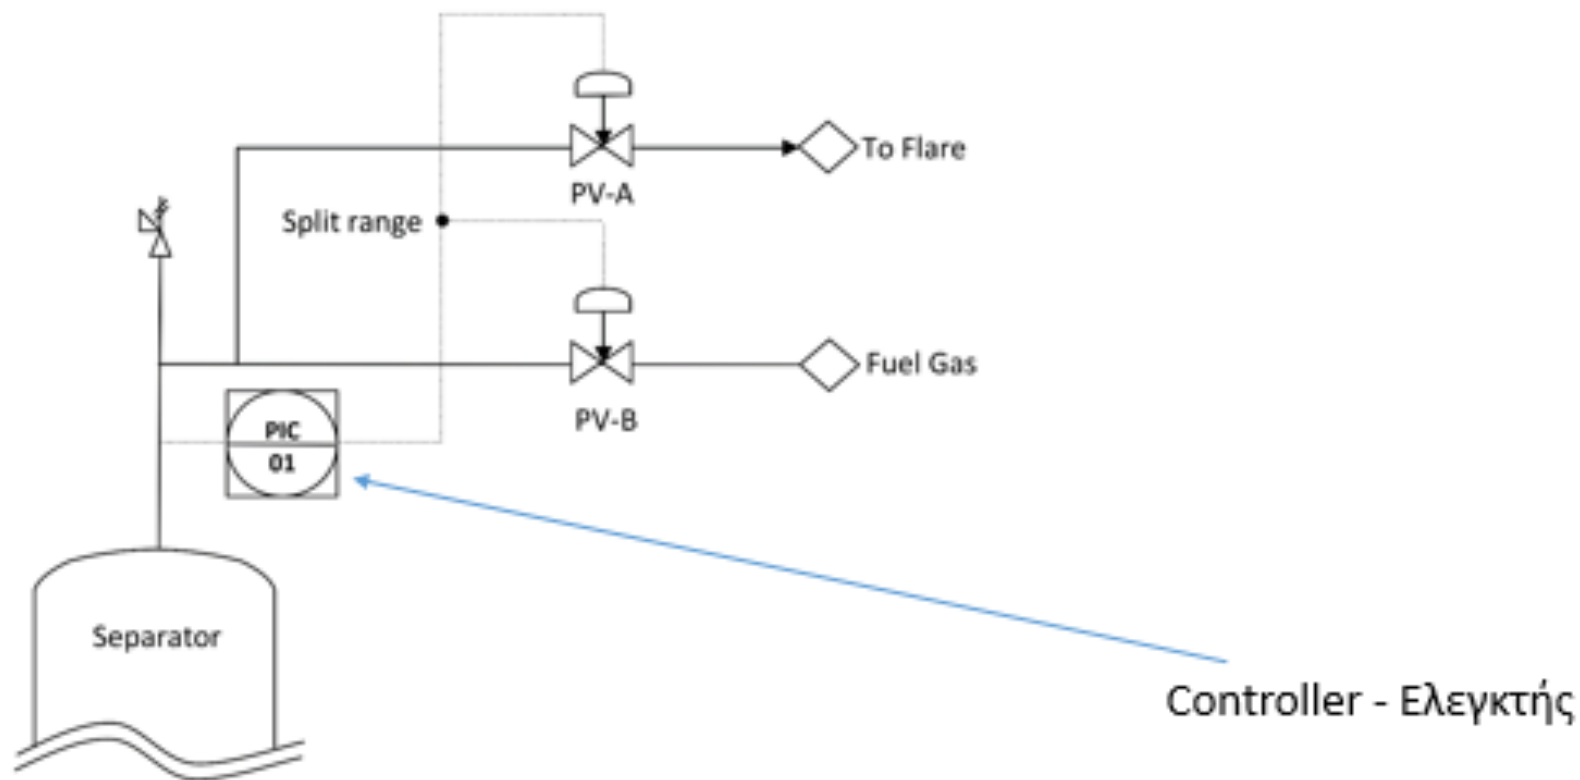 To Flare
PV-A
Split range
Fuel Gas
PV-B
PIC
01
Separator
Controller - Ελεγκτής